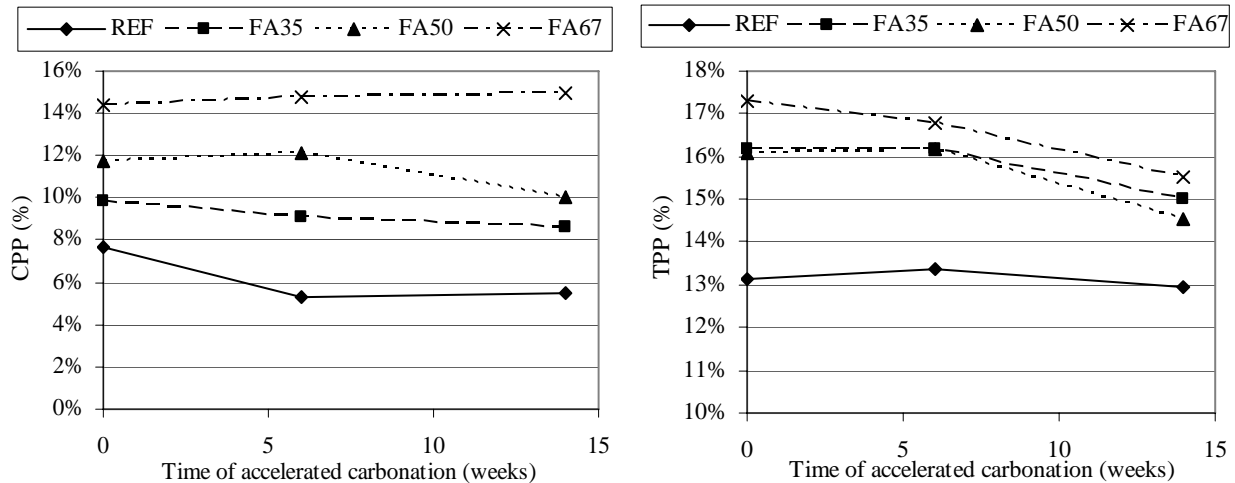 REF FA35 FA50 FA67
16%
14%
12%
10%
8%
6%
4%
2%
0%
CPP (%)
0 5 10 15
Time of accelerated carbonation (weeks)
REF FA35 FA50 FA67
18%
17%
16%
15%
14%
13%
12%
11%
10%
TPP (%)
0 5 10 15
Time of accelerated carbonation (weeks)